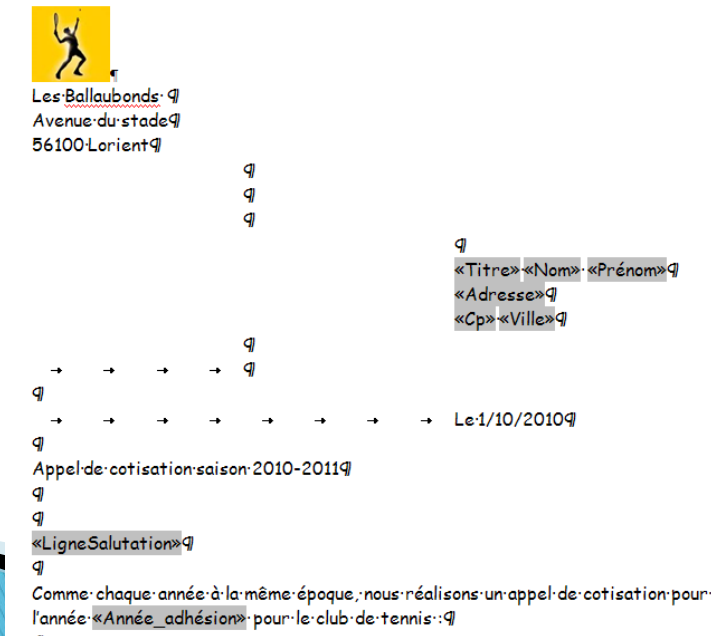 Les Ballaubonds
Avenue du stade
56100 Lorient
«Titre» «Nom» «Prénom»
«Adresse»
«Cp» «Ville»
Le 1/10/2010
Appel de cotisation saison 2010-2011
«LigneSalutation»
Comme chaque année à la même époque, nous réalisons un appel de cotisation pour
l’année «Année_adhésion» pour le club de tennis :